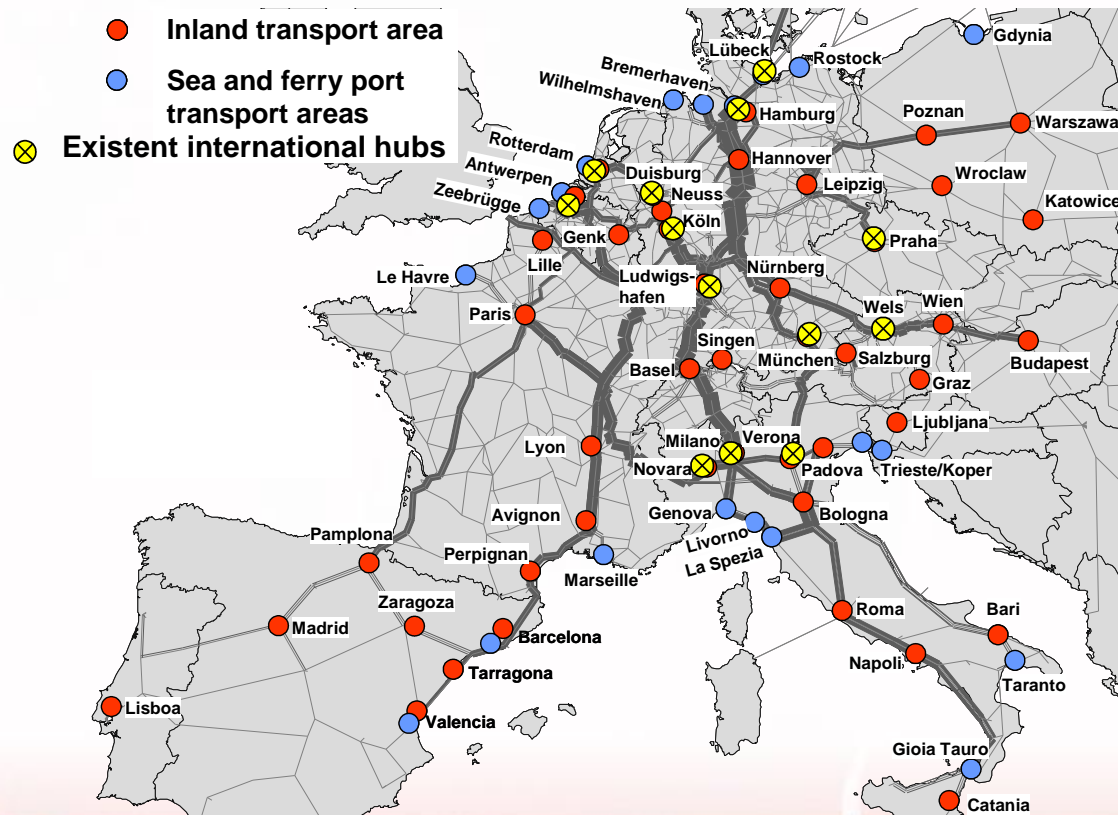 Inland transport area
Sea and ferry port
transport areas
Existent international hubs
Gdynia
Lübeck
Rostock
Bremerhaven
Wilhelmshaven
Hamburg
Poznan
Warszawa
Rotterdam
Hannover
Antwerpen
Duisburg
Leipzig
Wroclaw
Zeebrügge
Neuss
Katowice
Köln
Genk
Praha
Lille
Le Havre
Ludwigs-
hafen
Nürnberg
Paris
Wels
Wien
Singen
München
Salzburg
Budapest
Basel
Graz
Ljubljana
Milano
Verona
Lyon
Novara
Padova
Trieste/Koper
Avignon
Genova
Bologna
Livorno
La Spezia
Pamplona
Perpignan
Marseille
Zaragoza
Roma
Bari
Madrid
Barcelona
Napoli
Tarragona
Taranto
Lisboa
Valencia
Gioia Tauro
Catania